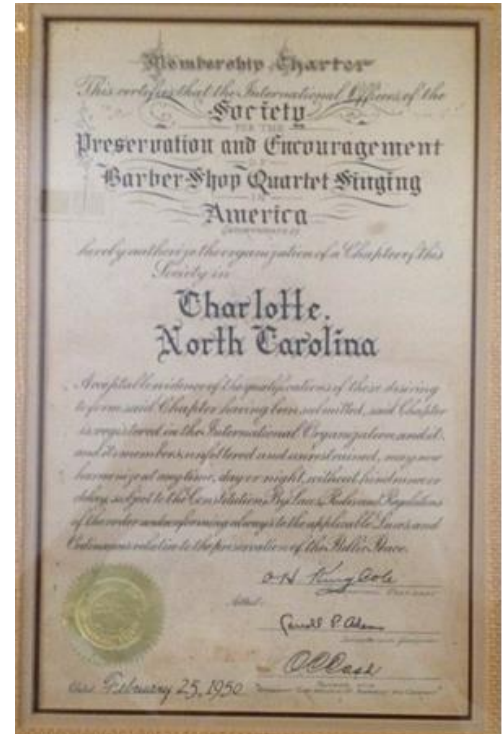 Membership Charter
This certifies that the International Officers of the
Society
FOR THE
Preservation and Encouragement
OF
Barber Shop Quartet Singing
IN
America
(INCORPORATED)
hereby authorize the organization of a Chapter of this
Society in
Charlotte,
North Carolina
Acceptable evidence of the qualifications of those desiring
to form said Chapter having been submitted, said Chapter
is registered in the International Organization and it
and its members, unfettered and unrestrained, may now
harmonize at any time, day or night, without hindrance or
delay, subject to the Constitution, By-Laws, Rules and Regulations
of the order and conforming always to the applicable Laws and
Ordinances relative to the preservation of the Public Peace.
O.H. King Cole
PRESIDENT
Attest:
Carroll P. Adams
O.C. Cash
Date February 25, 1950